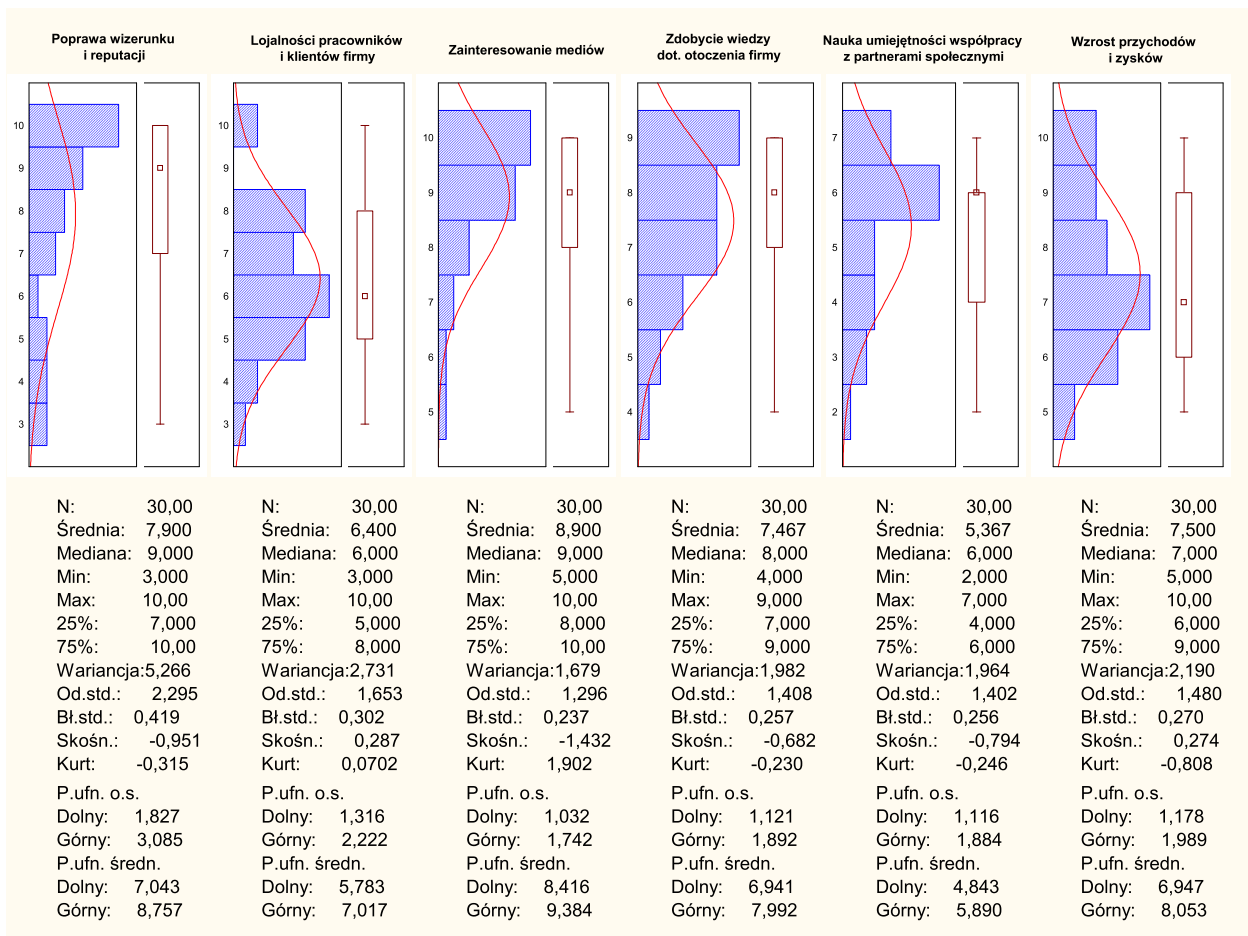 Poprawa wizerunku
i reputacji
10
9
8
7
6
5
4
3
N: 30,00
Średnia: 7,900
Mediana: 9,000
Min: 3,000
Max: 10,00
25%: 7,000
75%: 10,00
Wariancja:5,266
Od.std.: 2,295
Bł.std.: 0,419
Skośn.: -0,951
Kurt: -0,315
P.ufn. o.s.
Dolny: 1,827
Górny: 3,085
P.ufn. średn.
Dolny: 7,043
Górny: 8,757
Lojalności pracowników
i klientów firmy
10
9
8
7
6
5
4
3
N: 30,00
Średnia: 6,400
Mediana: 6,000
Min: 3,000
Max: 10,00
25%: 5,000
75%: 8,000
Wariancja:2,731
Od.std.: 1,653
Bł.std.: 0,302
Skośn.: 0,287
Kurt: 0,0702
P.ufn. o.s.
Dolny: 1,316
Górny: 2,222
P.ufn. średn.
Dolny: 5,783
Górny: 7,017
Zainteresowanie mediów
10
9
8
7
6
5
N: 30,00
Średnia: 8,900
Mediana: 9,000
Min: 5,000
Max: 10,00
25%: 8,000
75%: 10,00
Wariancja:1,679
Od.std.: 1,296
Bł.std.: 0,237
Skośn.: -1,432
Kurt: 1,902
P.ufn. o.s.
Dolny: 1,032
Górny: 1,742
P.ufn. średn.
Dolny: 8,416
Górny: 9,384
Zdobycie wiedzy
dot. otoczenia firmy
9
8
7
6
5
4
N: 30,00
Średnia: 7,467
Mediana: 8,000
Min: 4,000
Max: 9,000
25%: 7,000
75%: 9,000
Wariancja:1,982
Od.std.: 1,408
Bł.std.: 0,257
Skośn.: -0,682
Kurt: -0,230
P.ufn. o.s.
Dolny: 1,121
Górny: 1,892
P.ufn. średn.
Dolny: 6,941
Górny: 7,992
Nauka umiejętności współpracy
z partnerami społecznymi
7
6
5
4
3
2
N: 30,00
Średnia: 5,367
Mediana: 6,000
Min: 2,000
Max: 7,000
25%: 4,000
75%: 6,000
Wariancja:1,964
Od.std.: 1,402
Bł.std.: 0,256
Skośn.: -0,794
Kurt: -0,246
P.ufn. o.s.
Dolny: 1,116
Górny: 1,884
P.ufn. średn.
Dolny: 4,843
Górny: 5,890
Wzrost przychodów
i zysków
10
9
8
7
6
5
N: 30,00
Średnia: 7,500
Mediana: 7,000
Min: 5,000
Max: 10,00
25%: 6,000
75%: 9,000
Wariancja:2,190
Od.std.: 1,480
Bł.std.: 0,270
Skośn.: 0,274
Kurt: -0,808
P.ufn. o.s.
Dolny: 1,178
Górny: 1,989
P.ufn. średn.
Dolny: 6,947
Górny: 8,053